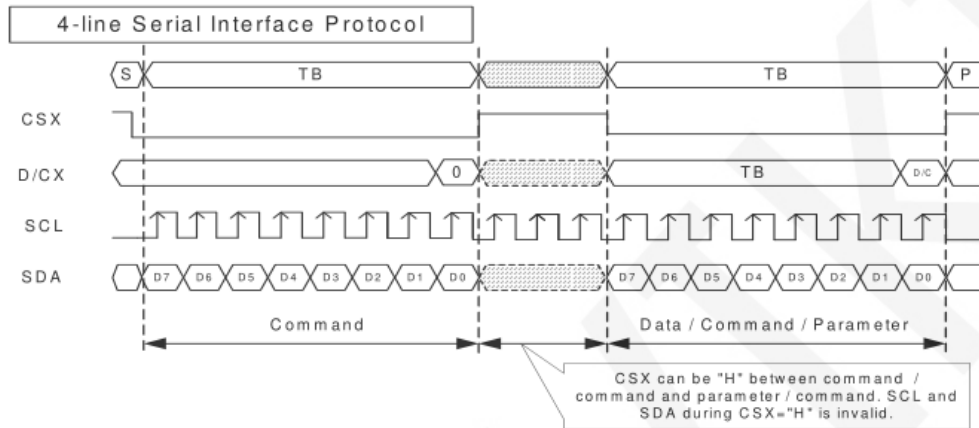 4-line Serial Interface Protocol
S TB TB P
CSX
D/CX 0 TB D/C
SCL
SDA D7 D6 D5 D4 D3 D2 D1 D0 D7 D6 D5 D4 D3 D2 D1 D0
Command Data / Command / Parameter
CSX can be "H" between command /
command and parameter / command. SCL and
SDA during CSX="H" is invalid.